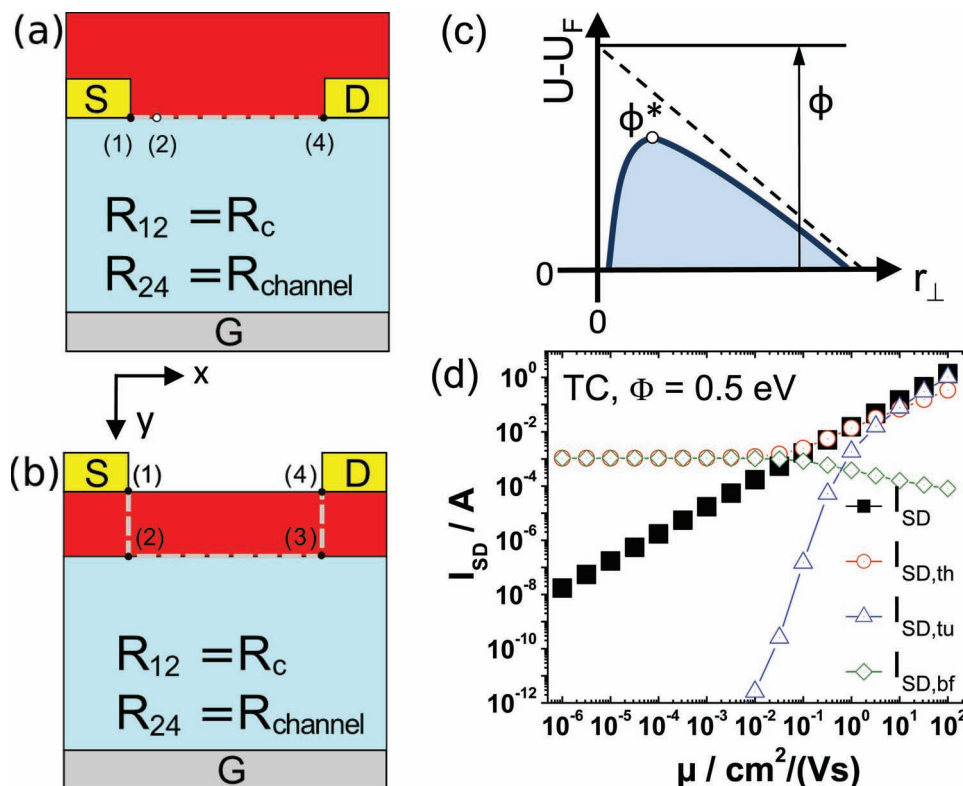 (a)
S
D
(1)
(2)
(4)
R12 =Rc
R24 =Rchannel
G
x
y
(b)
S
(1)
(4)
D
(2)
(3)
R12 =Rc
R24 =Rchannel
G
(c)
U-UF
ϕ*
ϕ
0
0
r⊥
(d)
TC, Φ = 0.5 eV
ISD / A
10^0
10^-2
10^-4
10^-6
10^-8
10^-10
10^-12
ISD
ISD,th
ISD,tu
ISD,bf
10^-6 10^-5 10^-4 10^-3 10^-2 10^-1 10^0 10^1 10^2
μ / cm^2/(Vs)